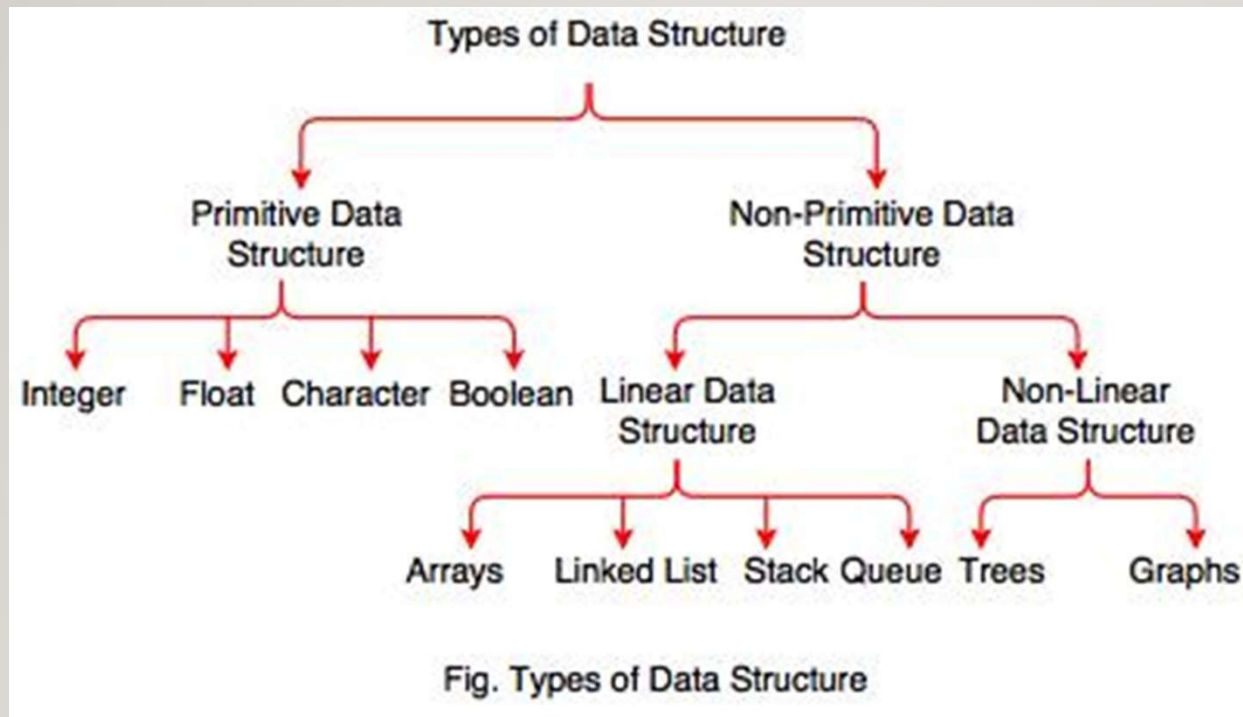 Types of Data Structure
Primitive Data
Structure
Non-Primitive Data
Structure
Integer
Float
Character
Boolean
Linear Data
Structure
Non-Linear
Data Structure
Arrays
Linked List
Stack
Queue
Trees
Graphs
Fig. Types of Data Structure